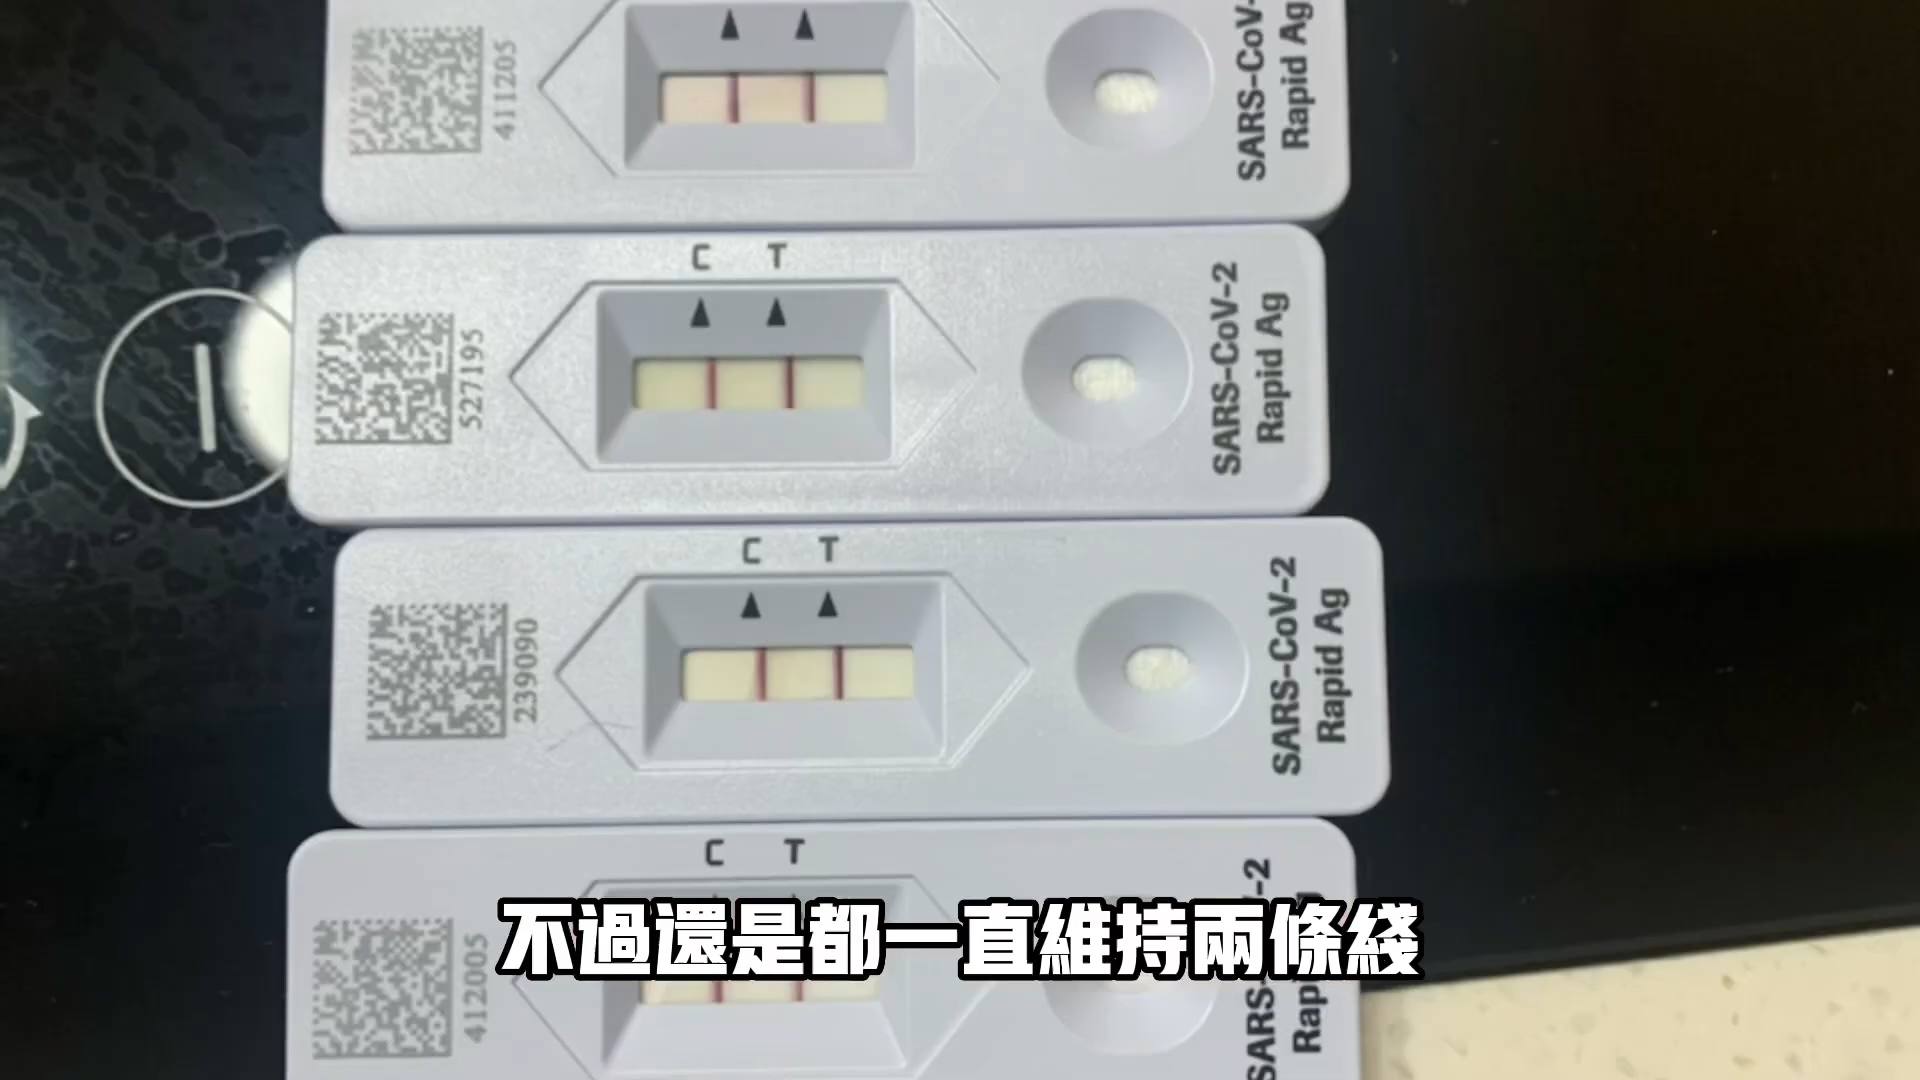 411205
SARS-CoV-
Rapid Ag
C T
527195
SARS-CoV-2
Rapid Ag
C T
239090
SARS-CoV-2
Rapid Ag
C T
412005
不過還是都一直維持兩條綫